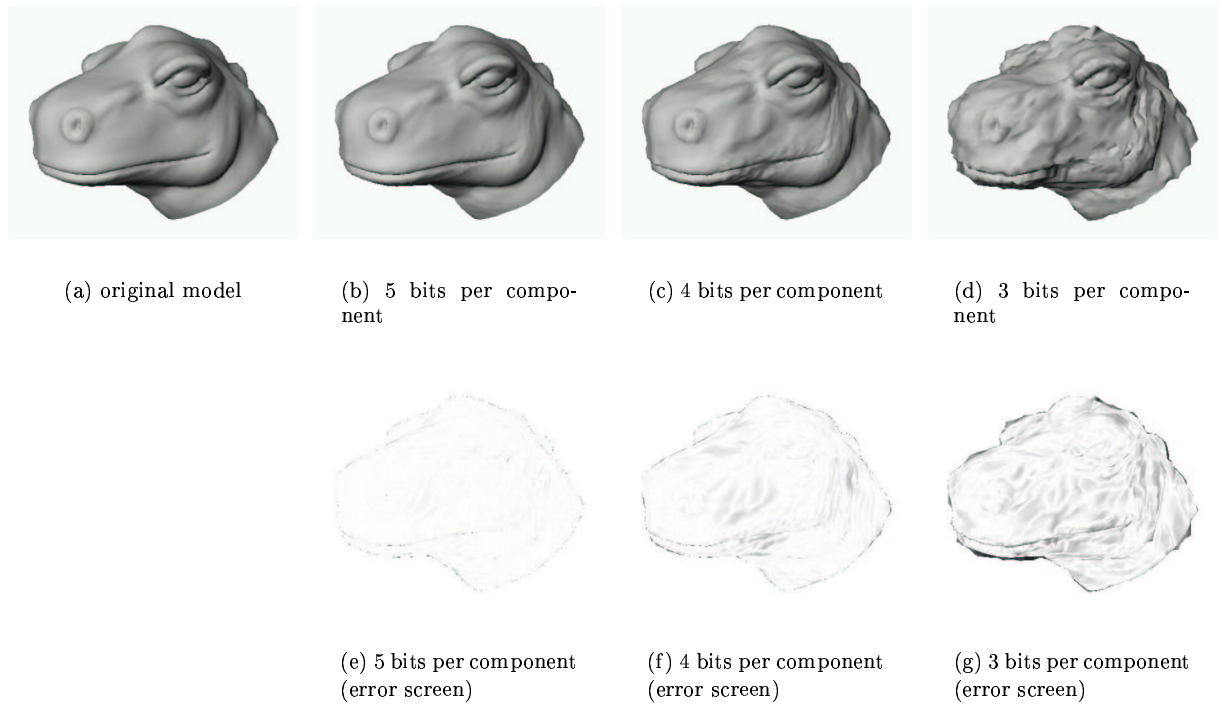 (a) original model
(b) 5 bits per compo-
nent
(c) 4 bits per component
(d) 3 bits per compo-
nent
(e) 5 bits per component
(error screen)
(f) 4 bits per component
(error screen)
(g) 3 bits per component
(error screen)